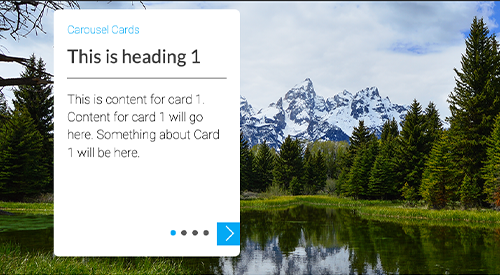 Carousel Cards
This is heading 1
This is content for card 1.
Content for card 1 will go
here. Something about Card
1 will be here.